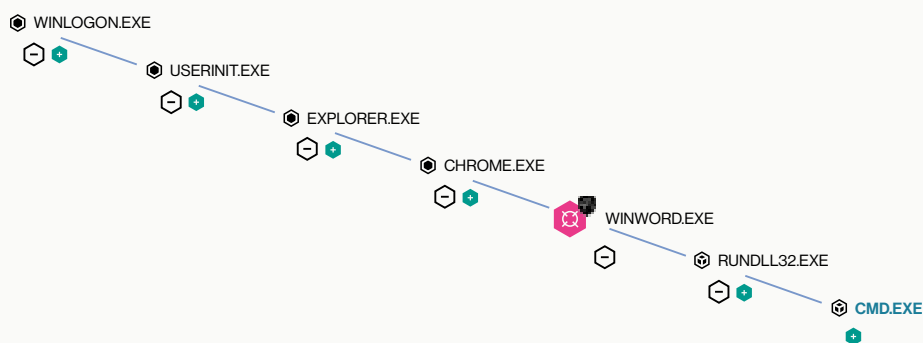 WINLOGON.EXE
USERINIT.EXE
EXPLORER.EXE
CHROME.EXE
WINWORD.EXE
RUNDLL32.EXE
CMD.EXE